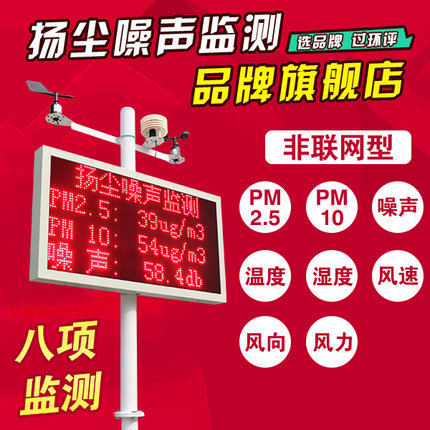 扬尘噪声监测
选品牌 过环评
品牌旗舰店
非联网型
扬尘噪声监测
PM2.5: 39ug/m3
PM 10: 54ug/m3
噪 声: 58.4db
PM
2.5
PM
10
噪声
温度
湿度
风速
风向
风力
八项
监测